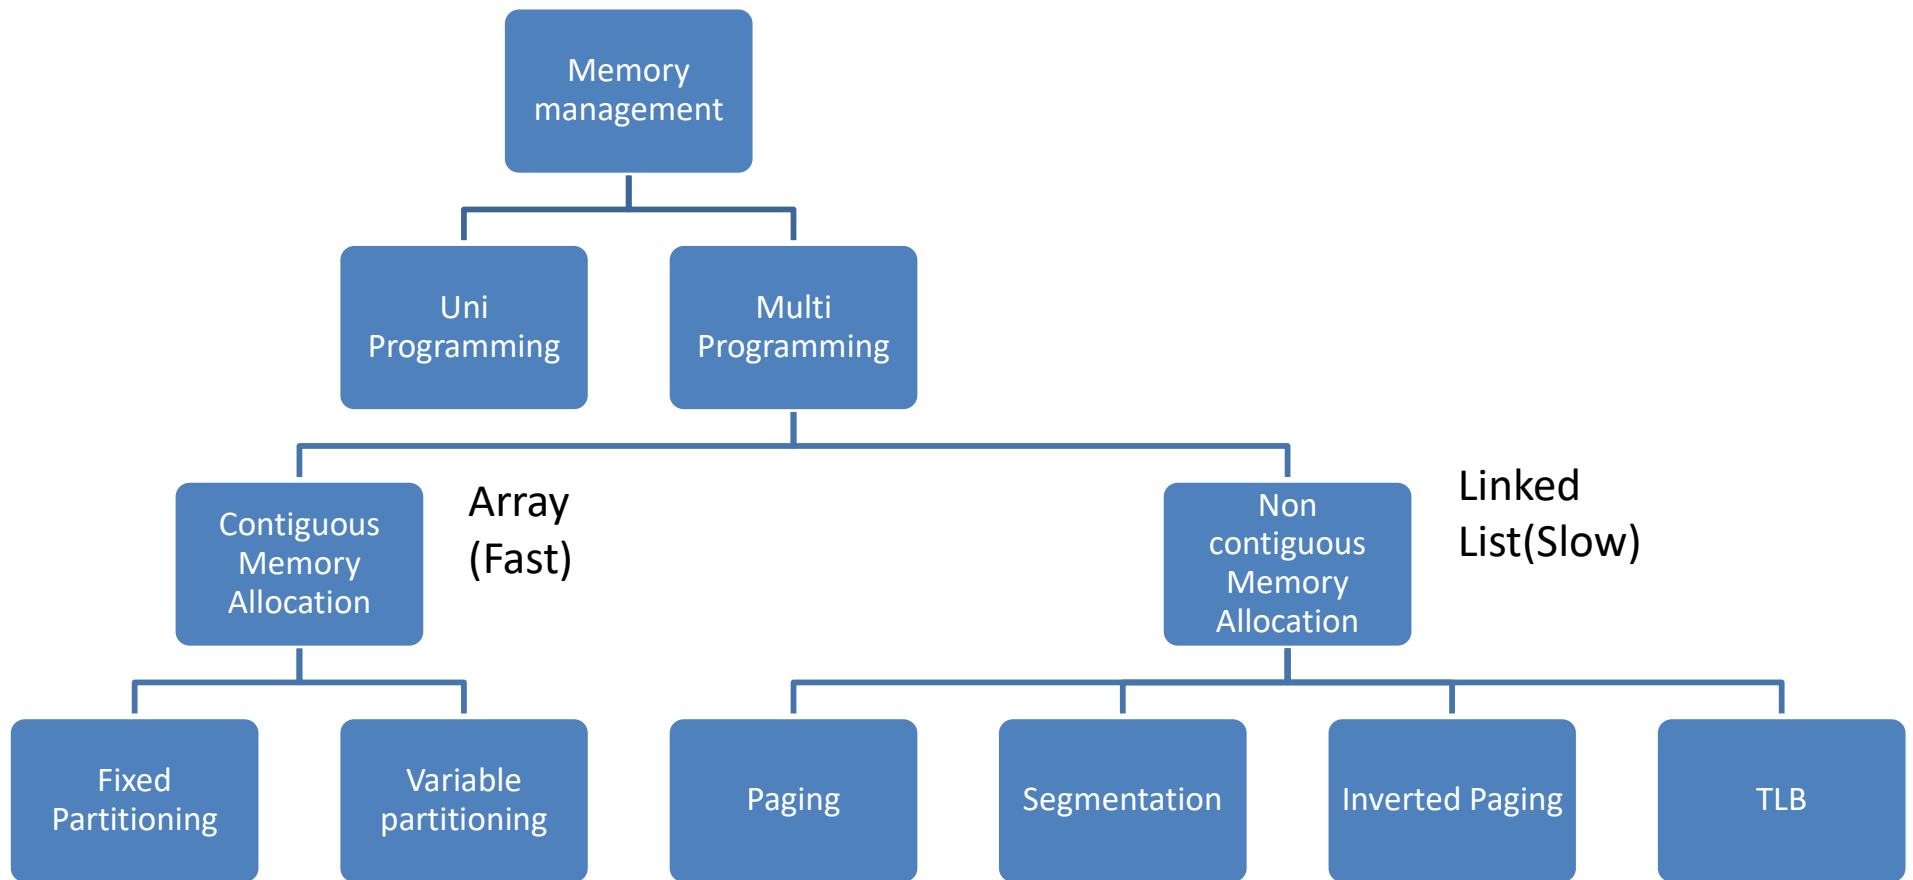 Memory
management
Uni
Programming
Multi
Programming
Contiguous
Memory
Allocation
Array
(Fast)
Non
contiguous
Memory
Allocation
Linked
List(Slow)
Fixed
Partitioning
Variable
partitioning
Paging
Segmentation
Inverted Paging
TLB